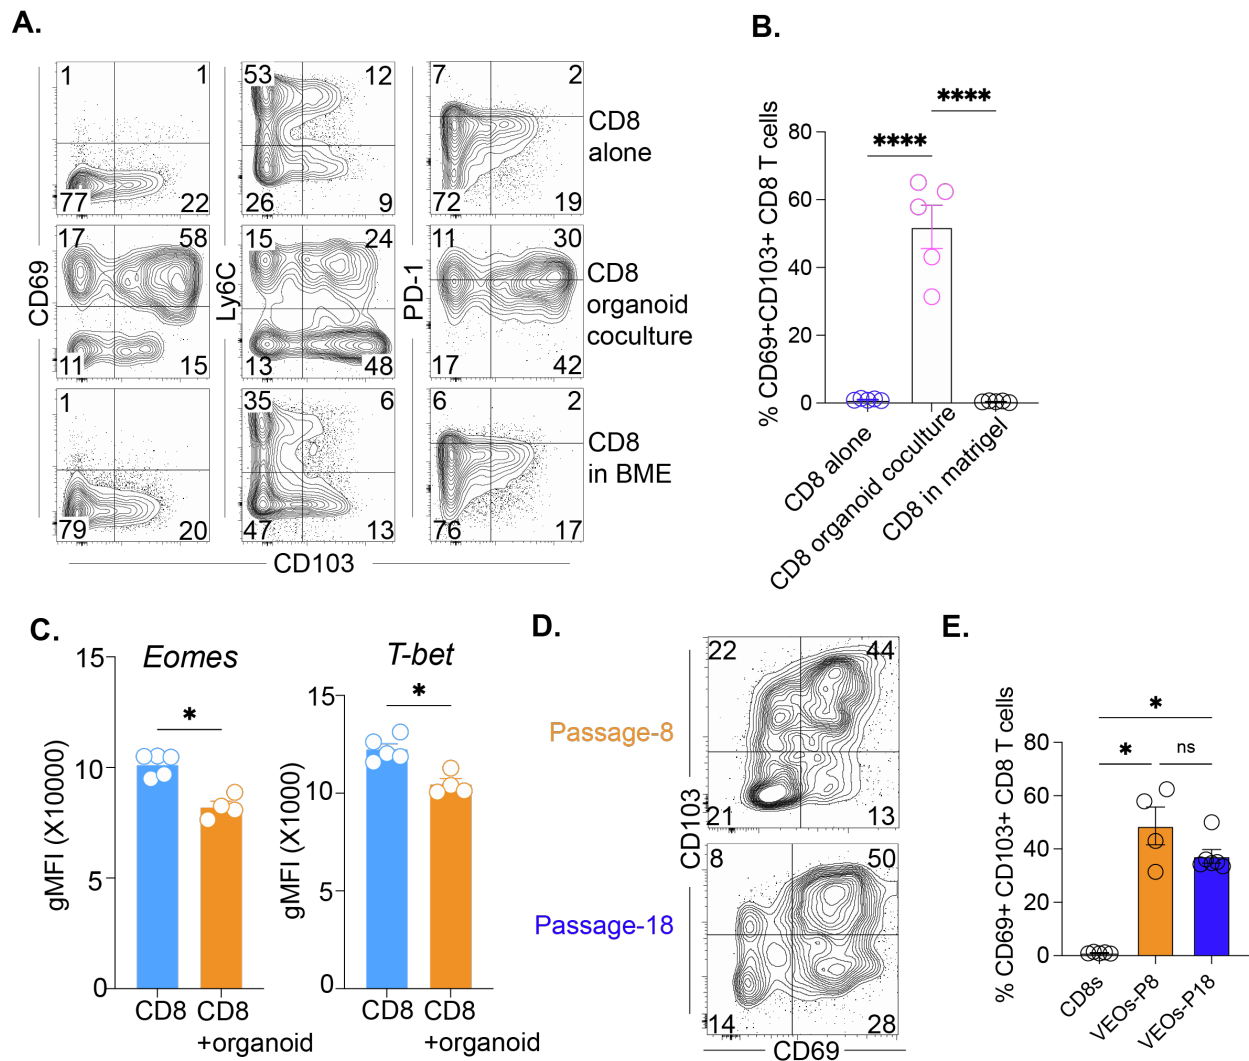 A.
1 1
77 22
CD69
53 12
26 9
Ly6C
7 2
72 19
PD-1
CD8
alone
17 58
11 15
15 24
13 48
11 30
17 42
CD8
organoid
coculture
1
79 20
35 6
47 13
6 2
76 17
CD8
in BME
CD103
B.
% CD69+CD103+ CD8 T cells
80
60
40
20
0
****
****
CD8 alone
CD8 organoid coculture
CD8 in matrigel
C.
Eomes
gMFI (X10000)
15
10
5
0
*
CD8
CD8
+organoid
T-bet
gMFI (X1000)
15
10
5
0
*
CD8
CD8
+organoid
D.
Passage-8
22 44
21 13
CD103
Passage-18
8 50
14 28
CD69
E.
% CD69+ CD103+ CD8 T cells
80
60
40
20
0
*
*
ns
CD8s
VEOs-P8
VEOs-P18